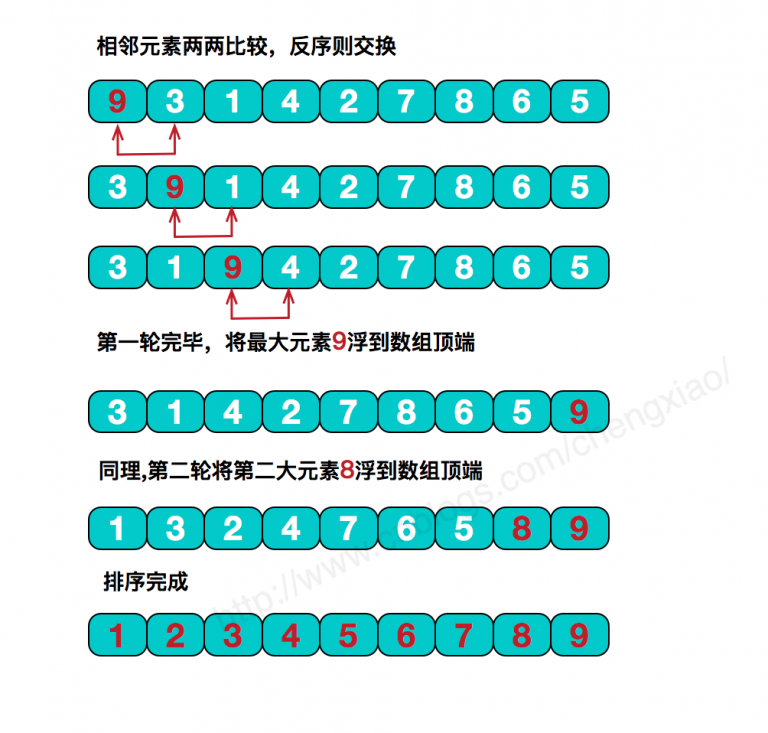 相邻元素两两比较，反序则交换
9 3 1 4 2 7 8 6 5
3 9 1 4 2 7 8 6 5
3 1 9 4 2 7 8 6 5
第一轮完毕，将最大元素9浮到数组顶端
3 1 4 2 7 8 6 5 9
同理,第二轮将第二大元素8浮到数组顶端
1 3 2 4 7 6 5 8 9
排序完成
1 2 3 4 5 6 7 8 9
http://www.cnblogs.com/chengxiao/